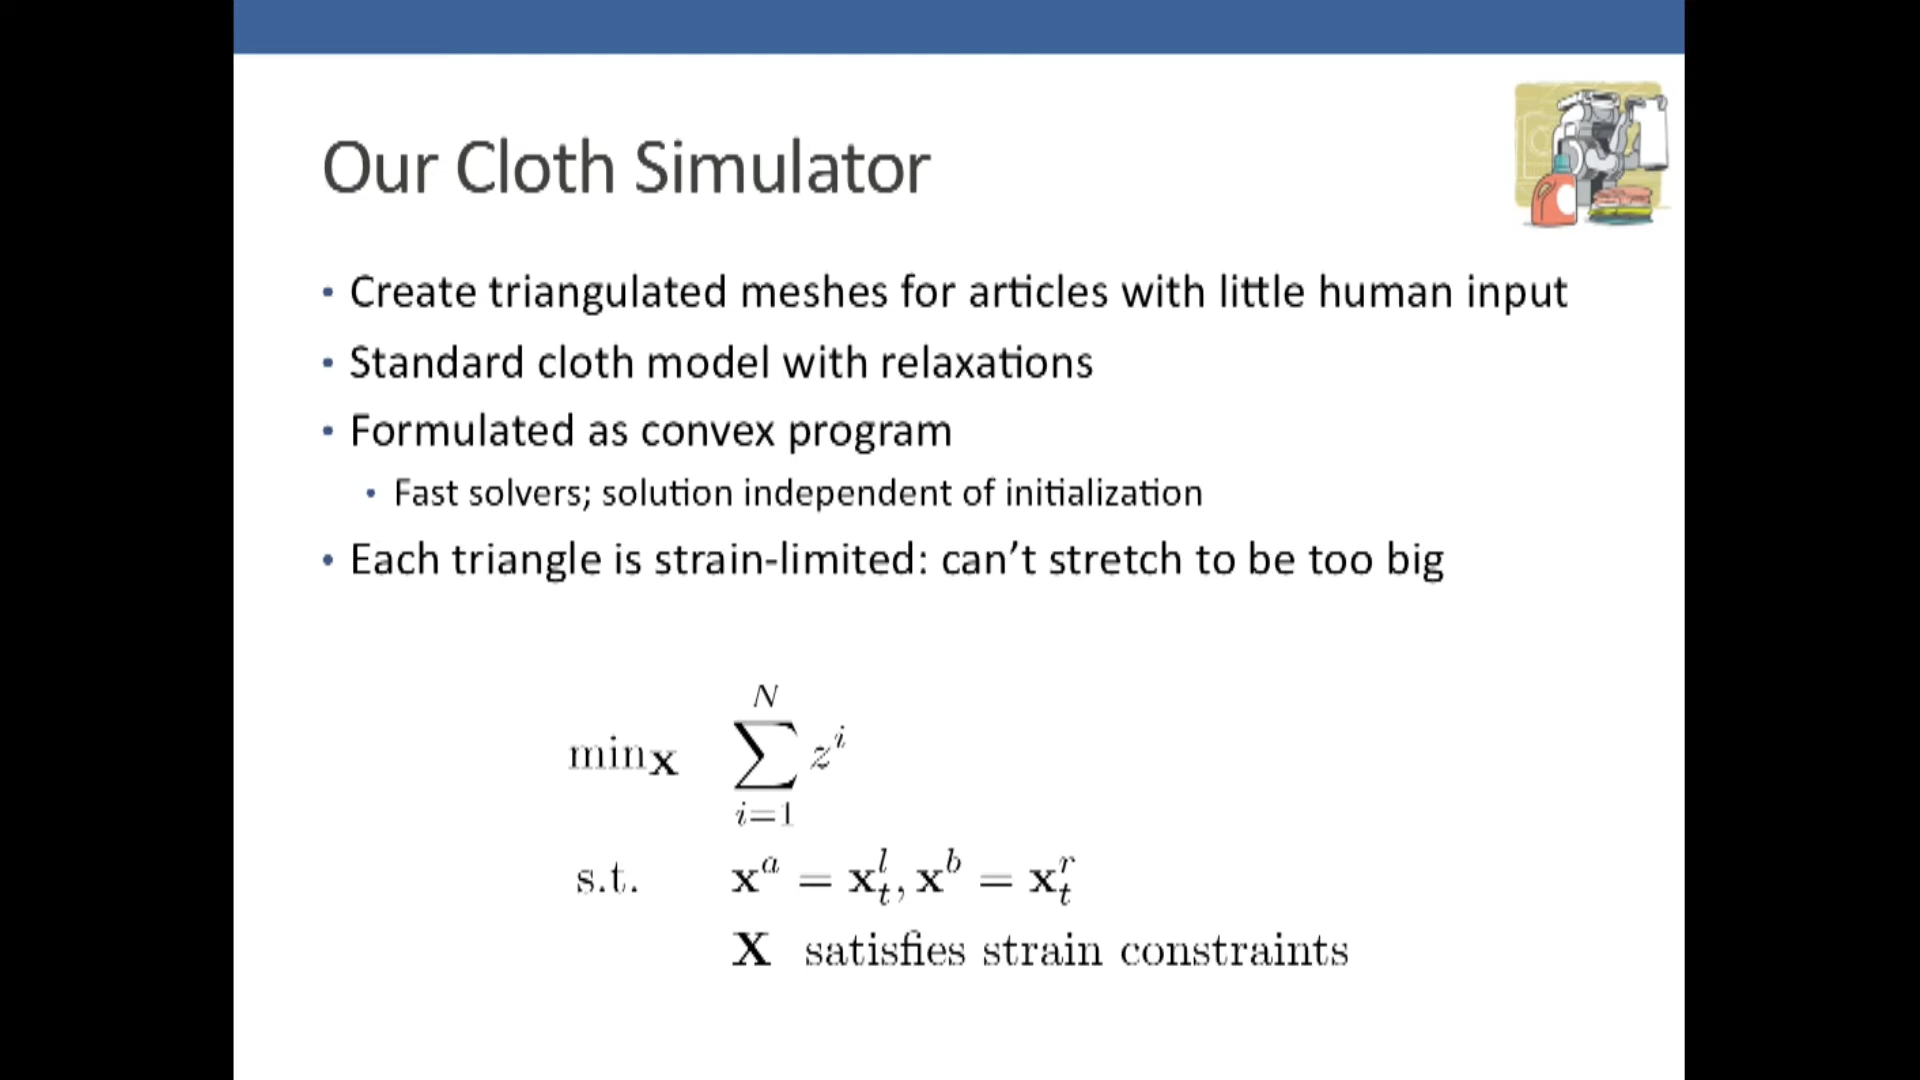 Our Cloth Simulator
• Create triangulated meshes for articles with little human input
• Standard cloth model with relaxations
• Formulated as convex program
• Fast solvers; solution independent of initialization
• Each triangle is strain-limited: can't stretch to be too big
min_X ∑_{i=1}^{N} z^i
s.t. x^a = x_t^l, x^b = x_t^r
X satisfies strain constraints